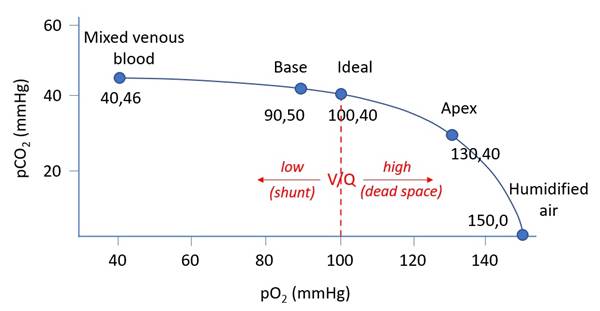 60
Mixed venous
blood
Base
Ideal
40
40,46
90,50
100,40
Apex
130,40
pCO₂ (mmHg)
20
low
(shunt)
V/Q
high
(dead space)
Humidified
air
150,0
40
60
80
100
120
140
pO₂ (mmHg)